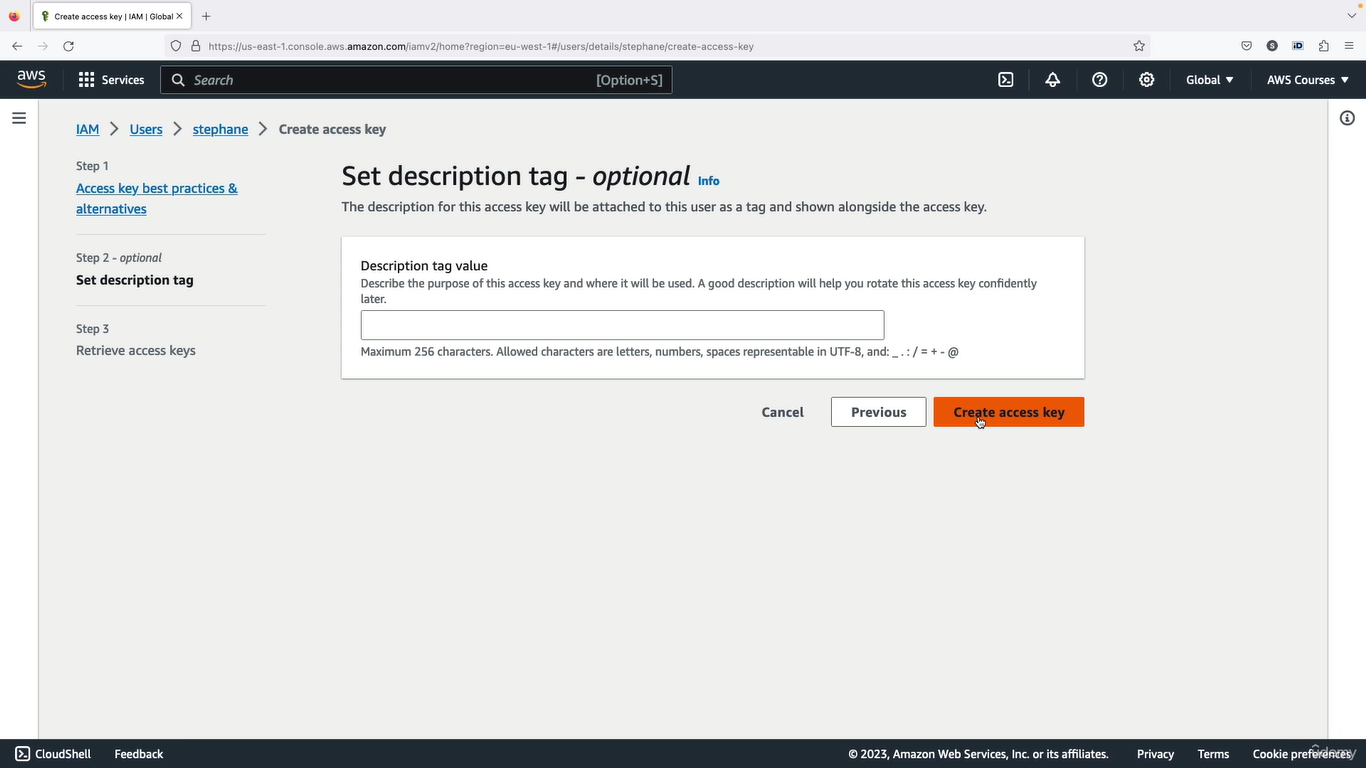 Create access key | IAM | Global
https://us-east-1.console.aws.amazon.com/iamv2/home?region=eu-west-1#/users/details/stephane/create-access-key
aws
Services
Search
[Option+S]
Global
AWS Courses
IAM
Users
stephane
Create access key
Step 1
Access key best practices &
alternatives
Step 2 - optional
Set description tag
Step 3
Retrieve access keys
Set description tag - optional Info
The description for this access key will be attached to this user as a tag and shown alongside the access key.
Description tag value
Describe the purpose of this access key and where it will be used. A good description will help you rotate this access key confidently
later.
Maximum 256 characters. Allowed characters are letters, numbers, spaces representable in UTF-8, and: _ . : / = + - @
Cancel
Previous
Create access key
CloudShell
Feedback
© 2023, Amazon Web Services, Inc. or its affiliates.
Privacy
Terms
Cookie preferences
udemy